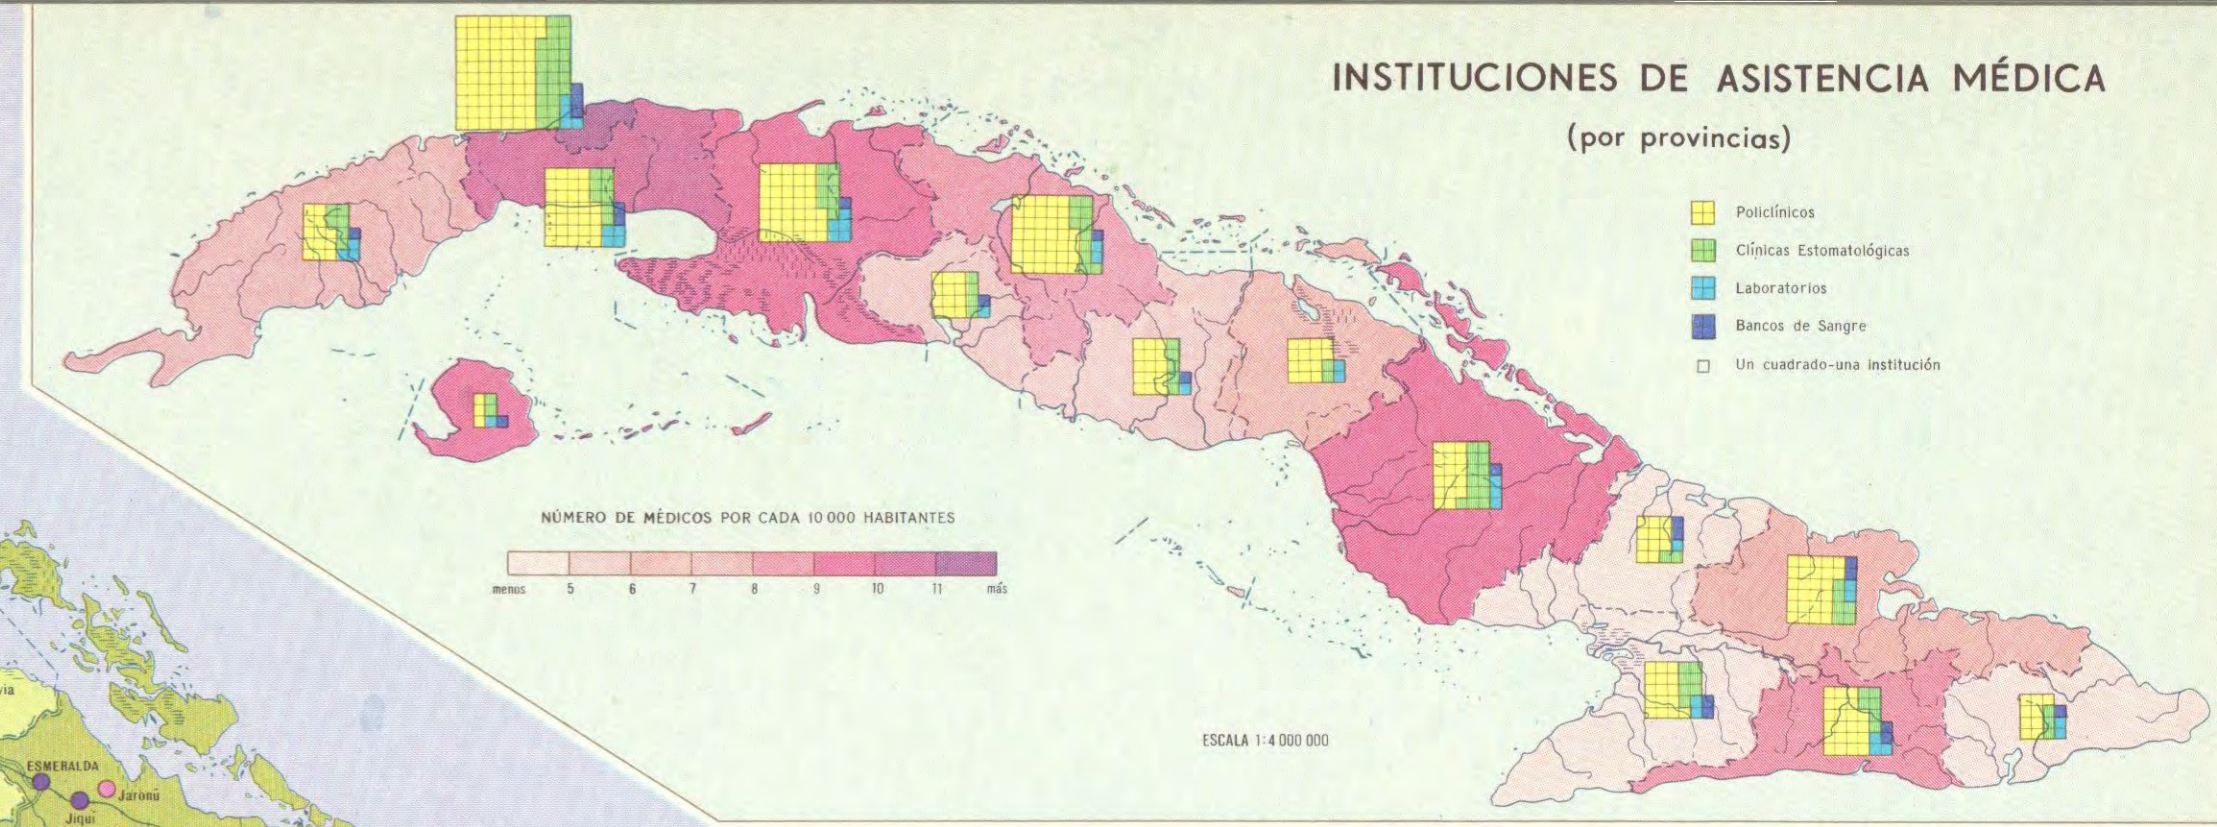 INSTITUCIONES DE ASISTENCIA MÉDICA
(por provincias)
Policlínicos
Clínicas Estomatológicas
Laboratorios
Bancos de Sangre
Un cuadrado-una institución
NÚMERO DE MÉDICOS POR CADA 10 000 HABITANTES
menos 5 6 7 8 9 10 11 más
ESCALA 1:4 000 000
ESMERALDA
Jaronú
Jiquí